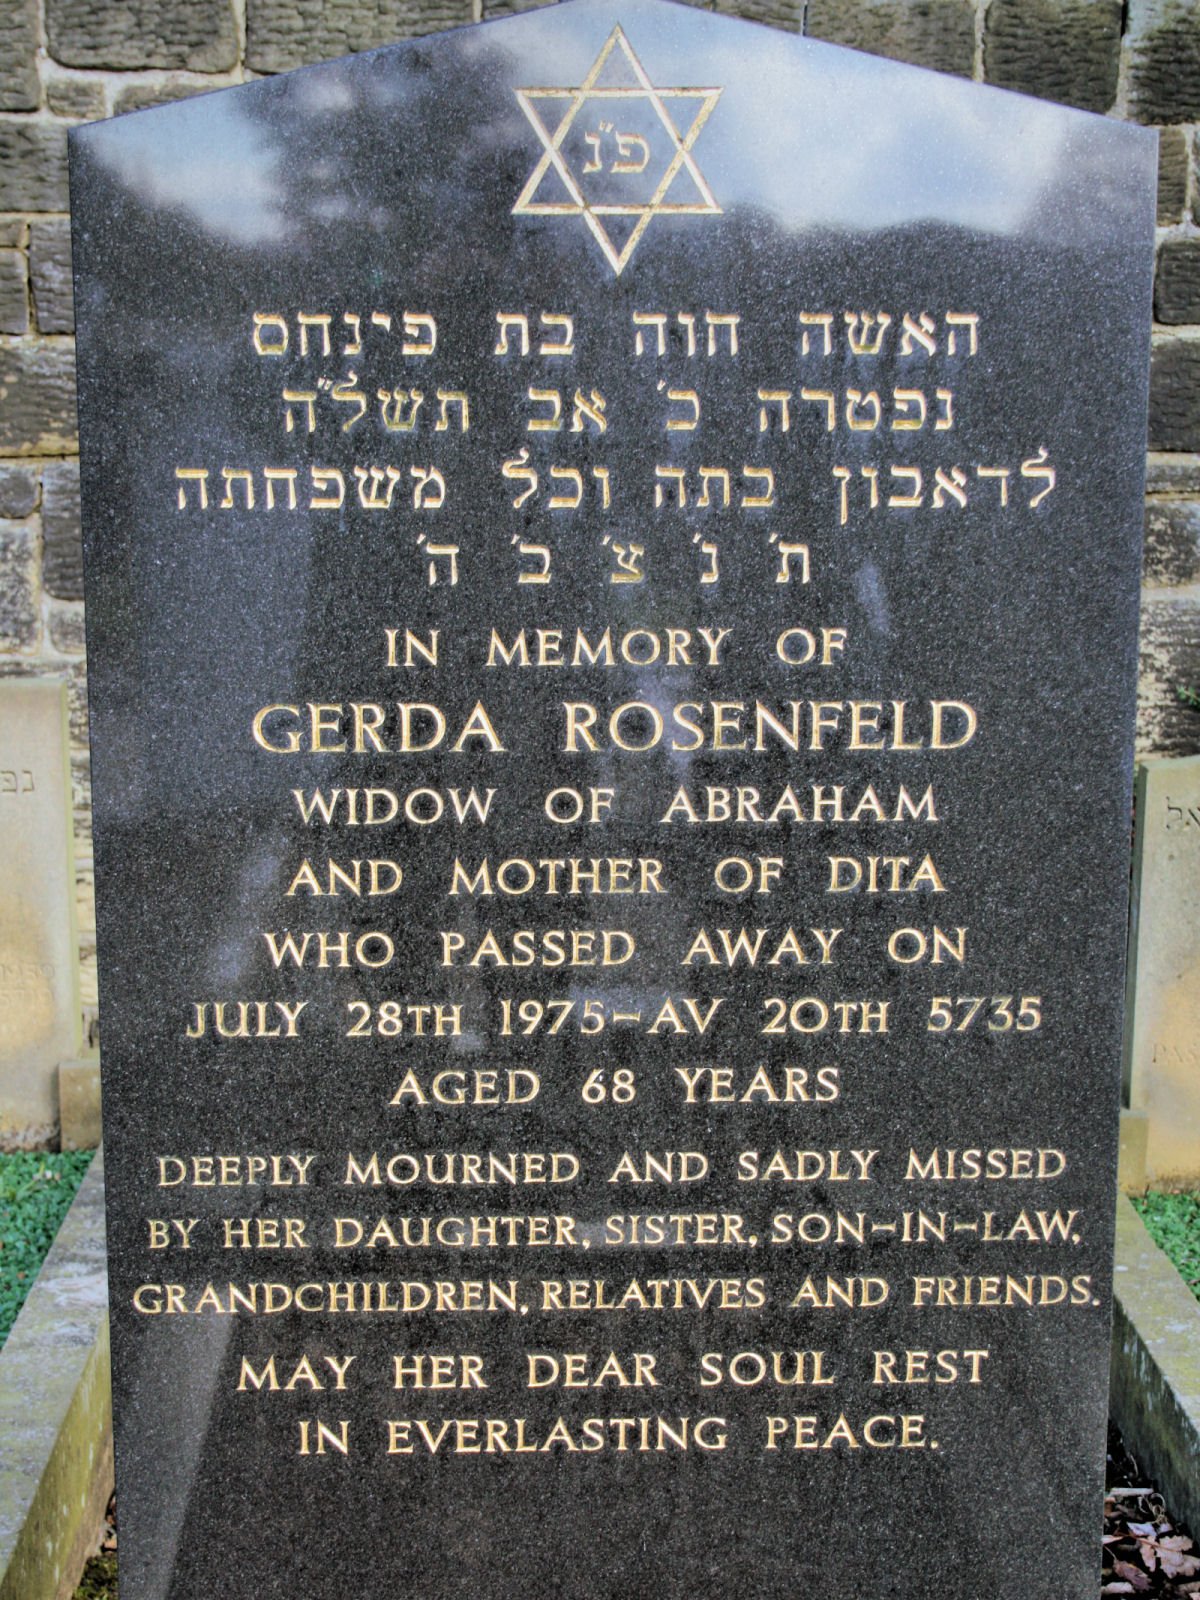 פ"נ
האשה חוה בת פינחס
נפטרה כ' אב תשל"ה
לדאבון בתה וכל משפחתה
ת' נ' צ' ב' ה'
IN MEMORY OF
GERDA ROSENFELD
WIDOW OF ABRAHAM
AND MOTHER OF DITA
WHO PASSED AWAY ON
JULY 28TH 1975-AV 20TH 5735
AGED 68 YEARS
DEEPLY MOURNED AND SADLY MISSED
BY HER DAUGHTER, SISTER, SON-IN-LAW,
GRANDCHILDREN, RELATIVES AND FRIENDS.
MAY HER DEAR SOUL REST
IN EVERLASTING PEACE.